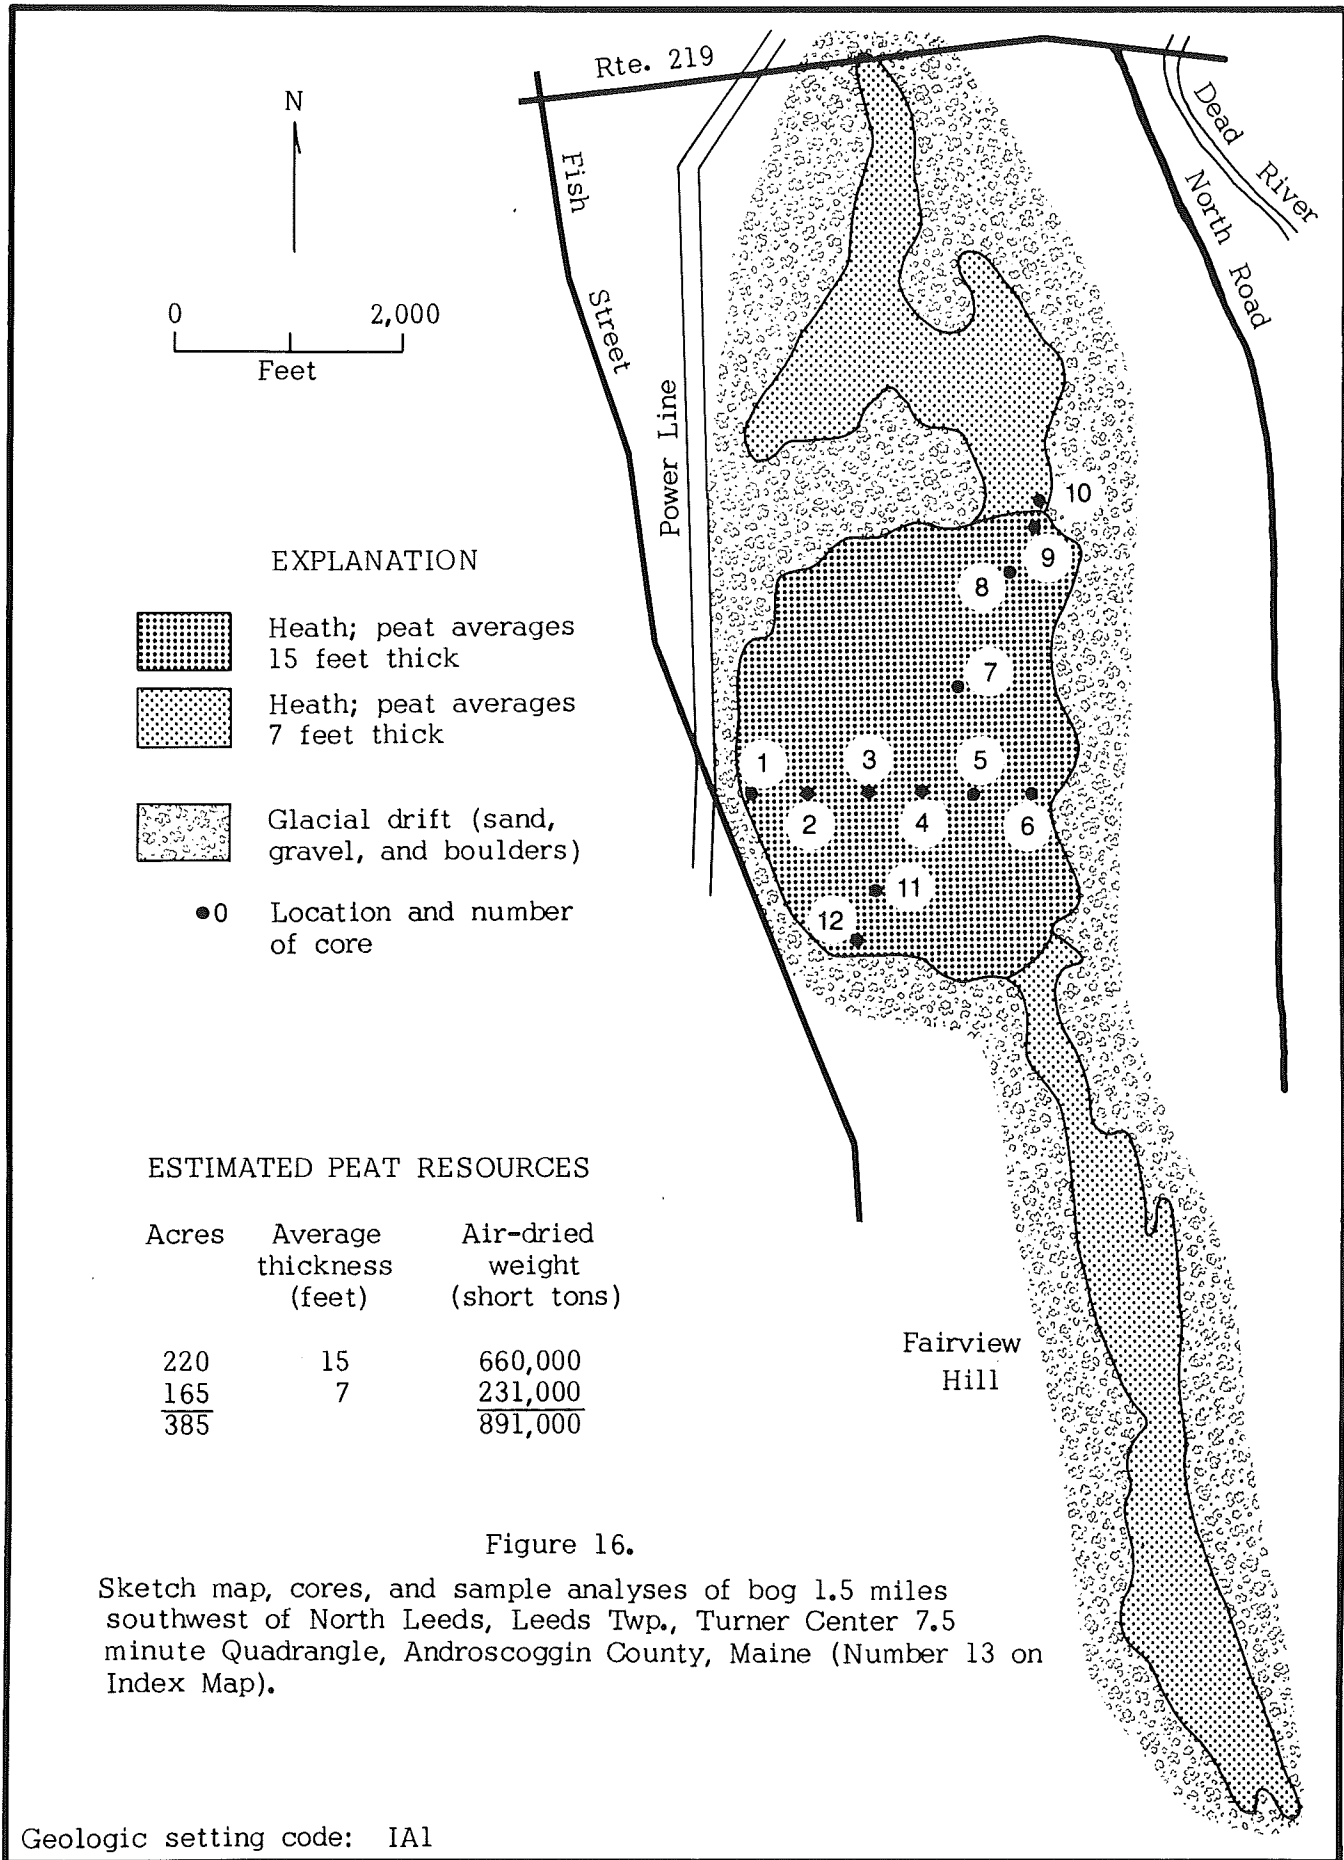 Rte. 219
N
Fish
Street
Dead River
North Road
0 2,000
Feet
Power Line
10
9
8
7
1
3
5
2
4
6
11
12
EXPLANATION
Heath; peat averages
15 feet thick
Heath; peat averages
7 feet thick
Glacial drift (sand,
gravel, and boulders)
0 Location and number
of core
ESTIMATED PEAT RESOURCES
Acres Average Air-dried
thickness weight
(feet) (short tons)
220 15 660,000
165 7 231,000
385 891,000
Fairview
Hill
Figure 16.
Sketch map, cores, and sample analyses of bog 1.5 miles
southwest of North Leeds, Leeds Twp., Turner Center 7.5
minute Quadrangle, Androscoggin County, Maine (Number 13 on
Index Map).
Geologic setting code: IA1